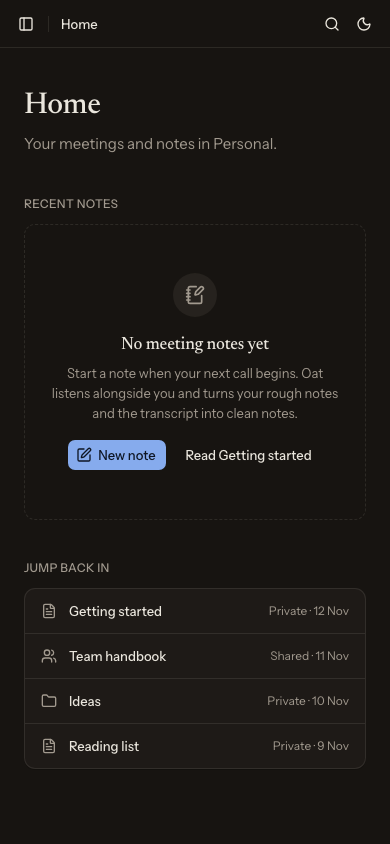 Home
Home
Your meetings and notes in Personal.
RECENT NOTES
No meeting notes yet
Start a note when your next call begins. Oat
listens alongside you and turns your rough notes
and the transcript into clean notes.
New note Read Getting started
JUMP BACK IN
Getting started Private · 12 Nov
Team handbook Shared · 11 Nov
Ideas Private · 10 Nov
Reading list Private · 9 Nov